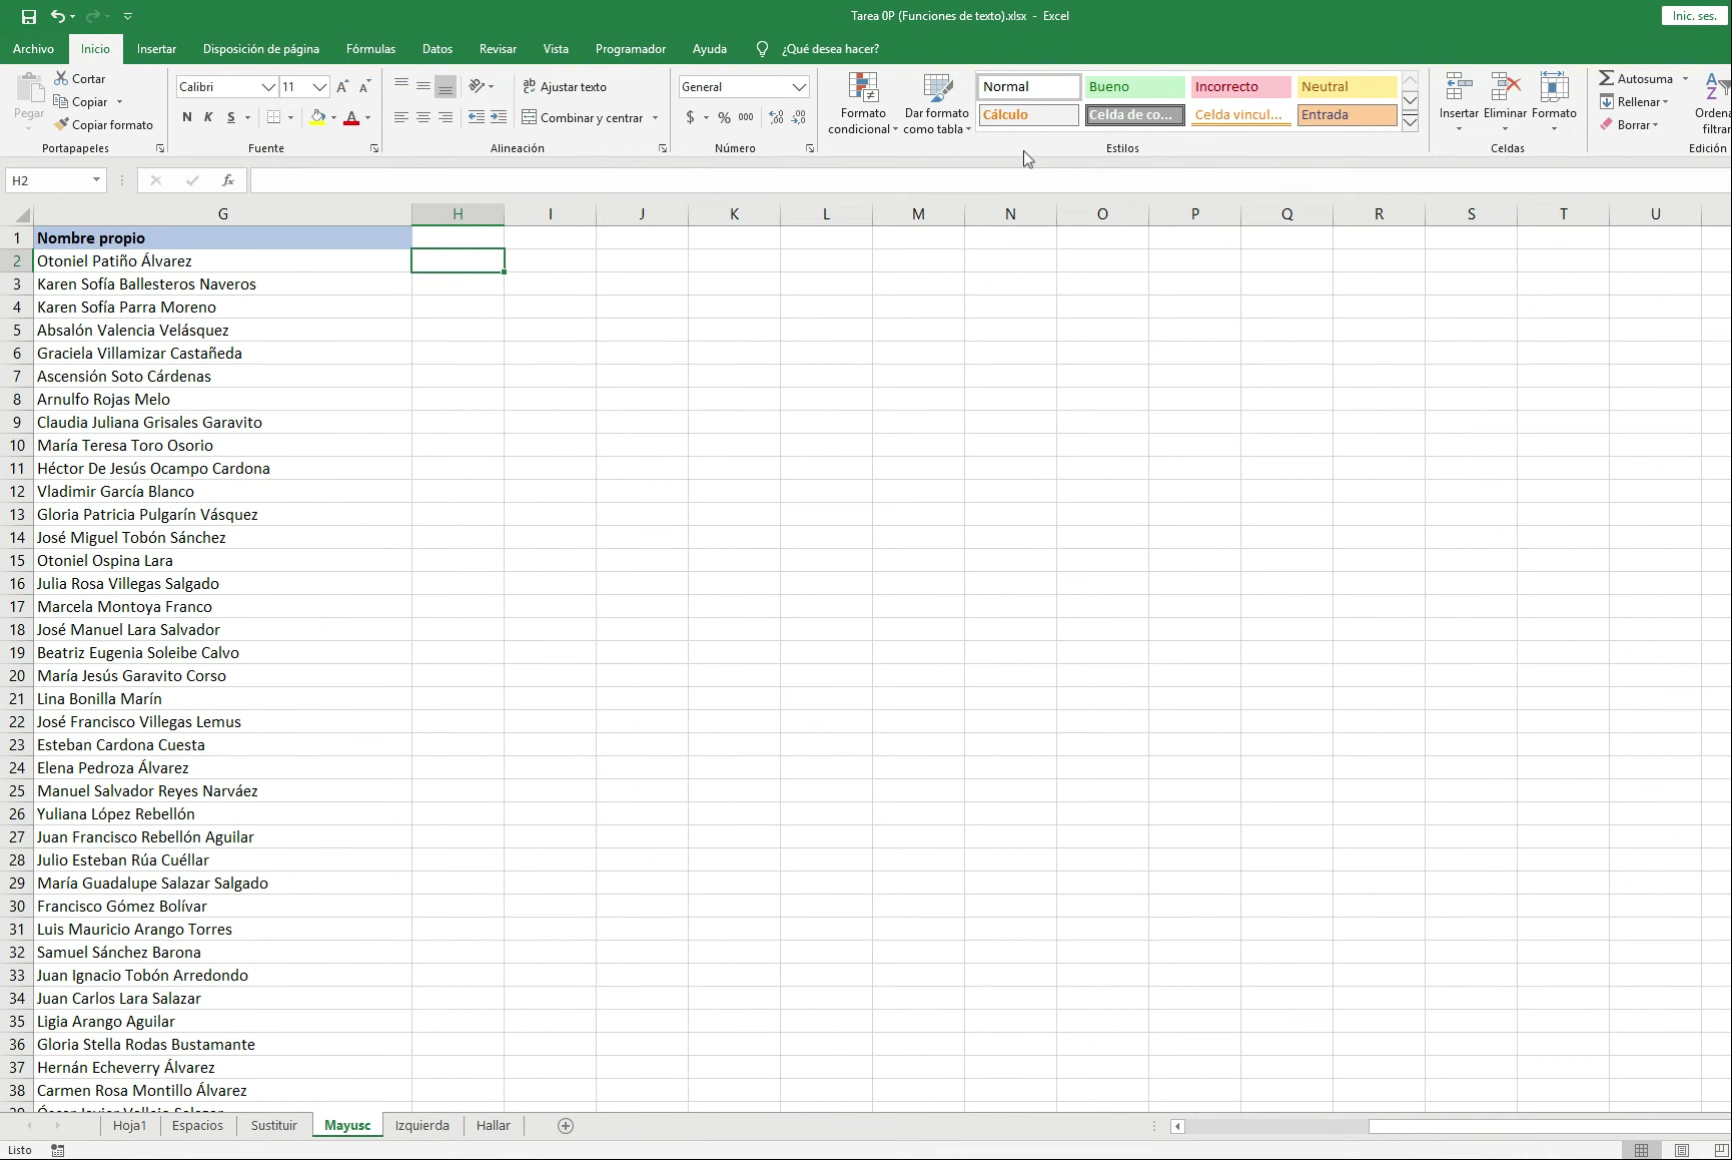 Tarea 0P (Funciones de texto).xlsx - Excel
Inic. ses.
Archivo Inicio Insertar Disposición de página Fórmulas Datos Revisar Vista Programador Ayuda ¿Qué desea hacer?
Pegar
Cortar
Copiar
Copiar formato
Portapapeles
Calibri 11
N K S
Fuente
Ajustar texto
Combinar y centrar
Alineación
General
$ % 000
Número
Formato condicional
Dar formato como tabla
Normal Bueno Incorrecto Neutral
Cálculo Celda de co... Celda vincul... Entrada
Estilos
Insertar Eliminar Formato
Celdas
Autosuma
Rellenar
Borrar
Ordena
filtrar
Edición
H2 fx
G H I J K L M N O P Q R S T U
1 Nombre propio
2 Otoniel Patiño Álvarez
3 Karen Sofía Ballesteros Naveros
4 Karen Sofía Parra Moreno
5 Absalón Valencia Velásquez
6 Graciela Villamizar Castañeda
7 Ascensión Soto Cárdenas
8 Arnulfo Rojas Melo
9 Claudia Juliana Grisales Garavito
10 María Teresa Toro Osorio
11 Héctor De Jesús Ocampo Cardona
12 Vladimir García Blanco
13 Gloria Patricia Pulgarín Vásquez
14 José Miguel Tobón Sánchez
15 Otoniel Ospina Lara
16 Julia Rosa Villegas Salgado
17 Marcela Montoya Franco
18 José Manuel Lara Salvador
19 Beatriz Eugenia Soleibe Calvo
20 María Jesús Garavito Corso
21 Lina Bonilla Marín
22 José Francisco Villegas Lemus
23 Esteban Cardona Cuesta
24 Elena Pedroza Álvarez
25 Manuel Salvador Reyes Narváez
26 Yuliana López Rebellón
27 Juan Francisco Rebellón Aguilar
28 Julio Esteban Rúa Cuéllar
29 María Guadalupe Salazar Salgado
30 Francisco Gómez Bolívar
31 Luis Mauricio Arango Torres
32 Samuel Sánchez Barona
33 Juan Ignacio Tobón Arredondo
34 Juan Carlos Lara Salazar
35 Ligia Arango Aguilar
36 Gloria Stella Rodas Bustamante
37 Hernán Echeverry Álvarez
38 Carmen Rosa Montillo Álvarez
Hoja1 Espacios Sustituir Mayusc Izquierda Hallar
Listo